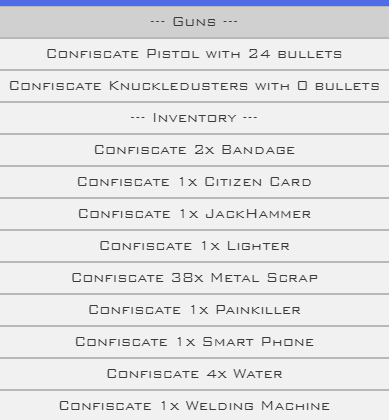 --- Guns ---
Confiscate Pistol with 24 bullets
Confiscate Knuckledusters with 0 bullets
--- Inventory ---
Confiscate 2x Bandage
Confiscate 1x Citizen Card
Confiscate 1x JackHammer
Confiscate 1x Lighter
Confiscate 38x Metal Scrap
Confiscate 1x Painkiller
Confiscate 1x Smart Phone
Confiscate 4x Water
Confiscate 1x Welding Machine